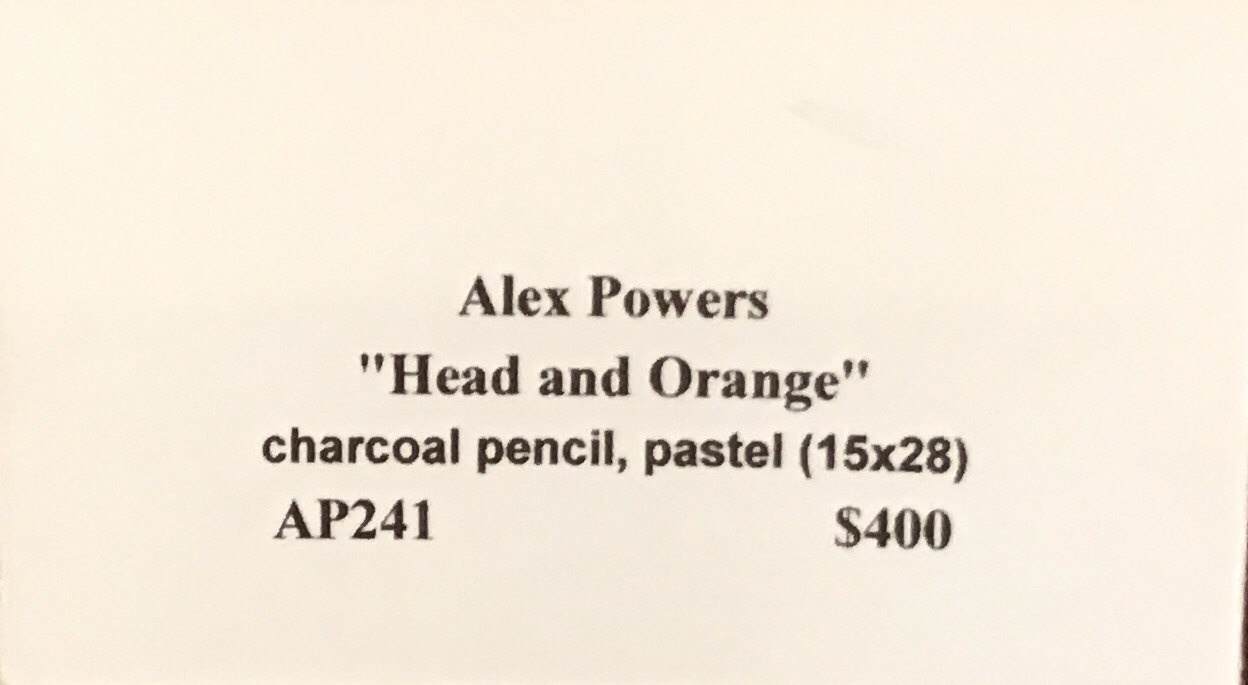 Alex Powers
"Head and Orange"
charcoal pencil, pastel (15x28)
AP241 $400